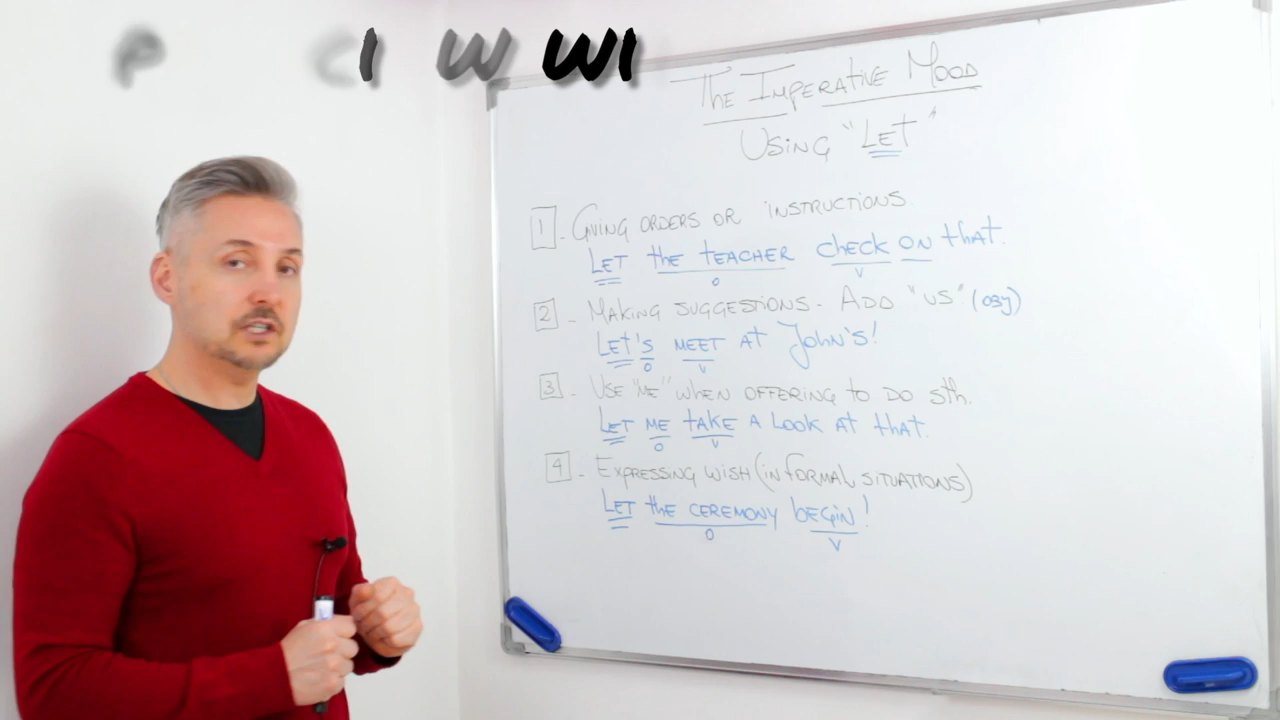 The Imperative Mood
Using "Let"
1 - Giving orders or instructions.
Let the teacher check on that.
O V
2 - Making suggestions - Add "us" (obj)
Let's meet at John's!
O V
3 - Use "me" when offering to do sth.
Let me take a look at that.
O V
4 - Expressing wish (in formal situations)
Let the ceremony begin!
O V